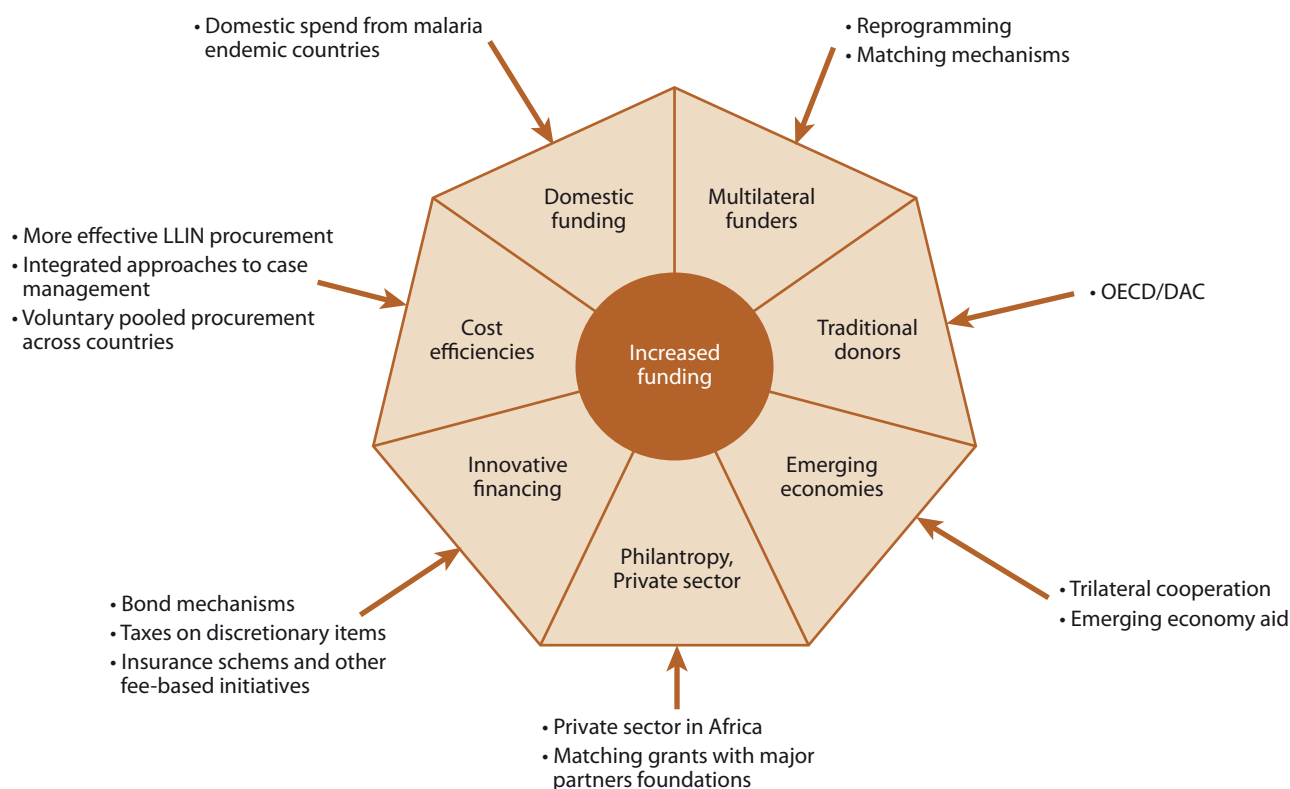 • Domestic spend from malaria
endemic countries
• Reprogramming
• Matching mechanisms
Domestic
funding
Multilateral
funders
• More effective LLIN procurement
• Integrated approaches to case
management
• Voluntary pooled procurement
across countries
Cost
efficiencies
Increased
funding
Traditional
donors
• OECD/DAC
Innovative
financing
Emerging
economies
Philantropy,
Private sector
• Bond mechanisms
• Taxes on discretionary items
• Insurance schems and other
fee-based initiatives
• Trilateral cooperation
• Emerging economy aid
• Private sector in Africa
• Matching grants with major
partners foundations